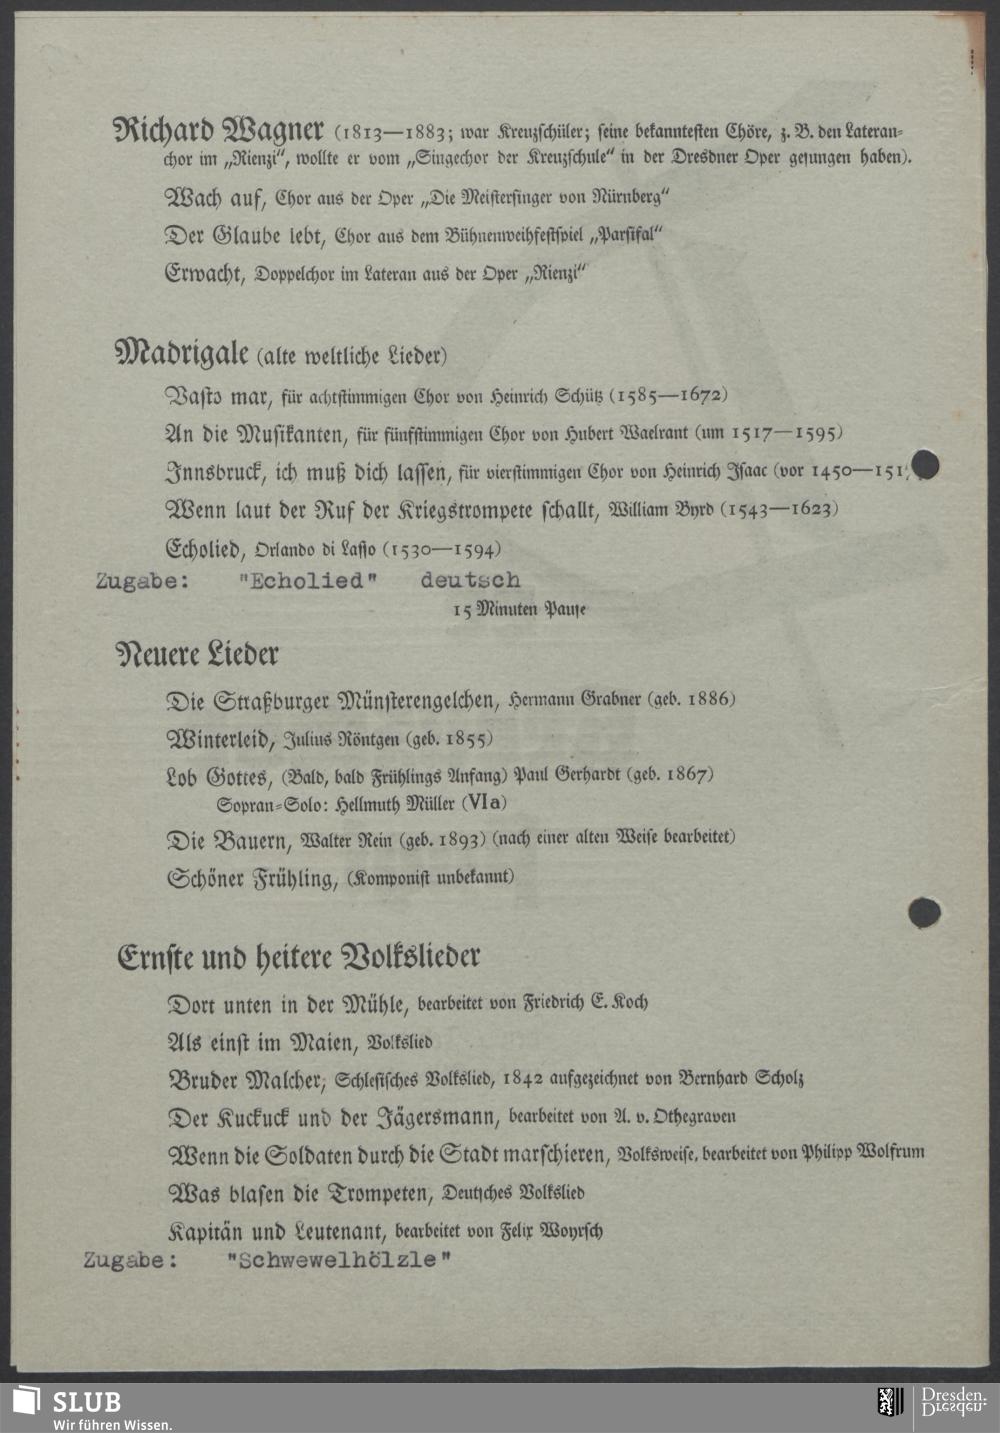 Richard Wagner (1813—1883; war Kreuzschüler; seine bekanntesten Chöre, z. B. den Lateran-
chor im „Rienzi“, wollte er vom „Singechor der Kreuzschule“ in der Dresdner Oper gesungen haben).
Wach auf, Chor aus der Oper „Die Meistersinger von Nürnberg“
Der Glaube lebt, Chor aus dem Bühnenweihfestspiel „Parsifal“
Erwacht, Doppelchor im Lateran aus der Oper „Rienzi“
Madrigale (alte weltliche Lieder)
Vasto mar, für achtstimmigen Chor von Heinrich Schütz (1585—1672)
An die Musikanten, für fünfstimmigen Chor von Hubert Waelrant (um 1517—1595)
Innsbruck, ich muß dich lassen, für vierstimmigen Chor von Heinrich Isaac (vor 1450—151
Wenn laut der Ruf der Kriegstrompete schallt, William Byrd (1543—1623)
Echolied, Orlando di Lasso (1530—1594)
Zugabe: "Echolied" deutsch
15 Minuten Pause
Neuere Lieder
Die Straßburger Münsterengelchen, Hermann Grabner (geb. 1886)
Winterleid, Julius Röntgen (geb. 1855)
Lob Gottes, (Bald, bald Frühlings Anfang) Paul Gerhardt (geb. 1867)
Sopran-Solo: Hellmuth Müller (VIa)
Die Bauern, Walter Rein (geb. 1893) (nach einer alten Weise bearbeitet)
Schöner Frühling, (Komponist unbekannt)
Ernste und heitere Volkslieder
Dort unten in der Mühle, bearbeitet von Friedrich E. Koch
Als einst im Maien, Volkslied
Bruder Malcher, Schlesisches Volkslied, 1842 aufgezeichnet von Bernhard Scholz
Der Kuckuck und der Jägersmann, bearbeitet von A. v. Othegraven
Wenn die Soldaten durch die Stadt marschieren, Volksweise, bearbeitet von Philipp Wolfrum
Was blasen die Trompeten, Deutsches Volkslied
Kapitän und Leutenant, bearbeitet von Felix Woyrsch
Zugabe: "Schwewelhölzle"
SLUB
Wir führen Wissen.
Dresden.
Dresden.